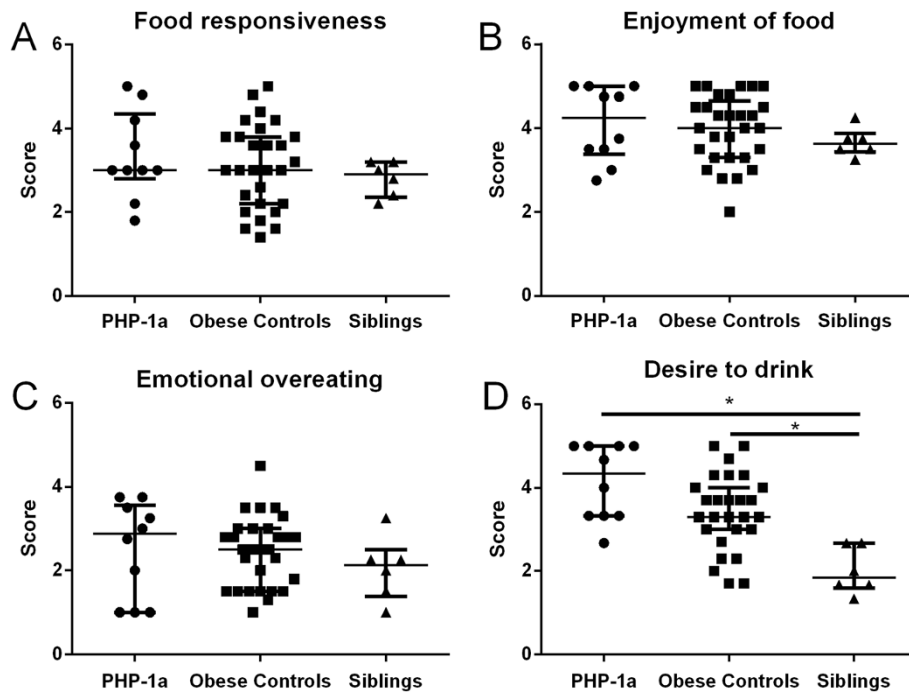 A
Food responsiveness
6
4
2
0
Score
PHP-1a Obese Controls Siblings
B
Enjoyment of food
6
4
2
0
Score
PHP-1a Obese Controls Siblings
C
Emotional overeating
6
4
2
0
Score
PHP-1a Obese Controls Siblings
D
Desire to drink
6
4
2
0
Score
*
*
PHP-1a Obese Controls Siblings